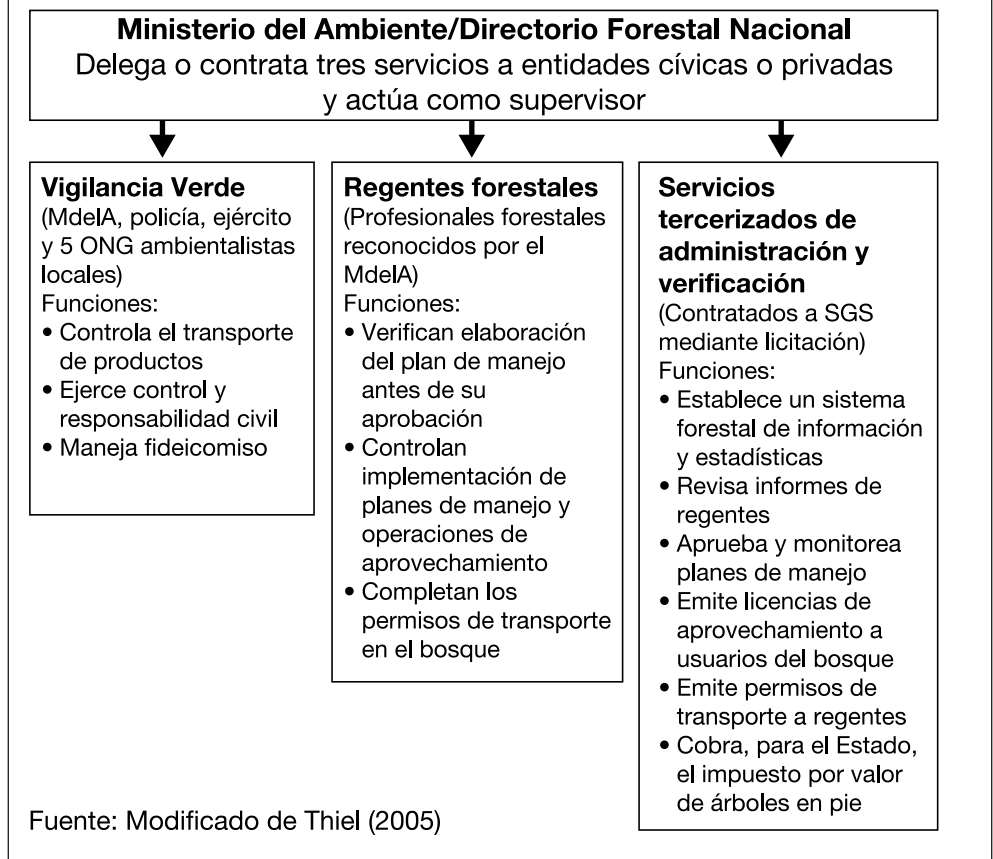 Ministerio del Ambiente/Directorio Forestal Nacional
Delega o contrata tres servicios a entidades cívicas o privadas
y actúa como supervisor
Vigilancia Verde
(MdelA, policía, ejército
y 5 ONG ambientalistas
locales)
Funciones:
• Controla el transporte
de productos
• Ejerce control y
responsabilidad civil
• Maneja fideicomiso
Regentes forestales
(Profesionales forestales
reconocidos por el
MdelA)
Funciones:
• Verifican elaboración
del plan de manejo
antes de su
aprobación
• Controlan
implementación de
planes de manejo y
operaciones de
aprovechamiento
• Completan los
permisos de transporte
en el bosque
Servicios
tercerizados de
administración y
verificación
(Contratados a SGS
mediante licitación)
Funciones:
• Establece un sistema
forestal de información
y estadísticas
• Revisa informes de
regentes
• Aprueba y monitorea
planes de manejo
• Emite licencias de
aprovechamiento a
usuarios del bosque
• Emite permisos de
transporte a regentes
• Cobra, para el Estado,
el impuesto por valor
de árboles en pie
Fuente: Modificado de Thiel (2005)